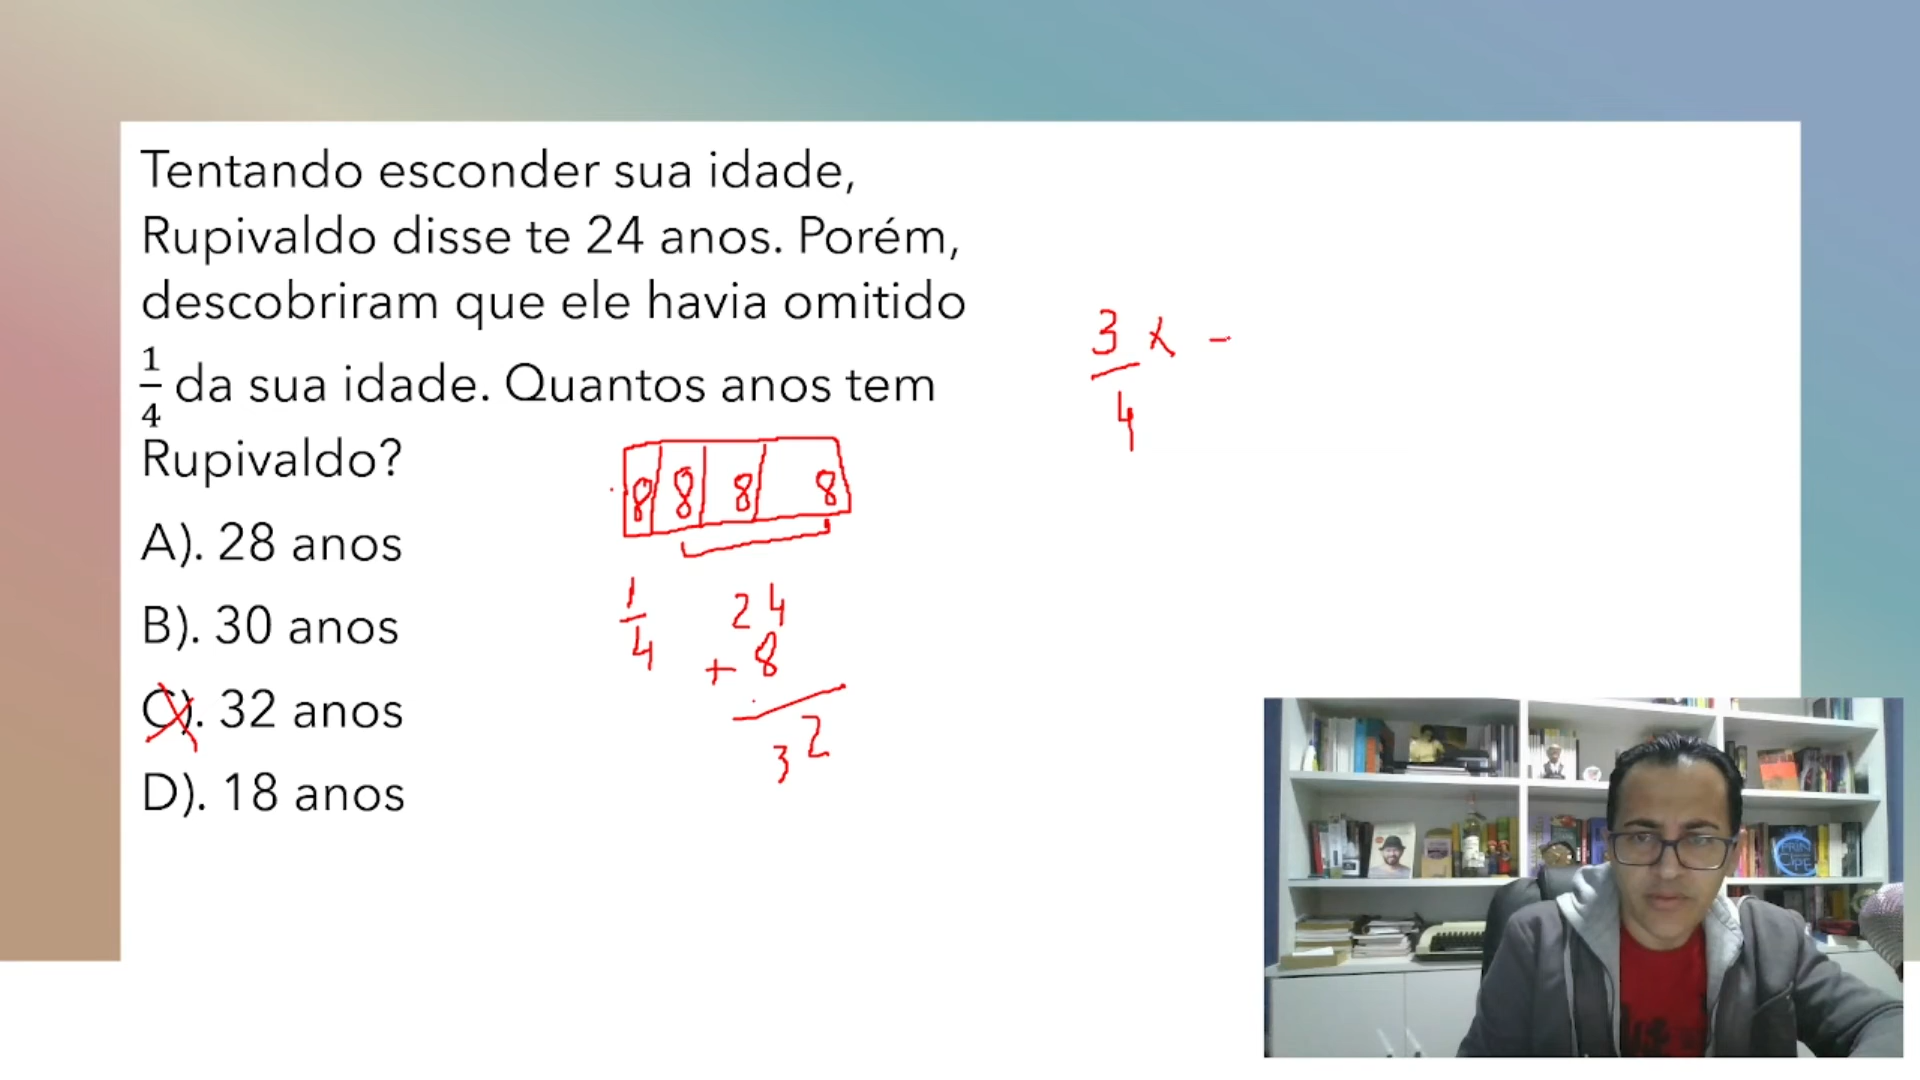 Tentando esconder sua idade,
Rupivaldo disse te 24 anos. Porém,
descobriram que ele havia omitido
1/4 da sua idade. Quantos anos tem
Rupivaldo?
A). 28 anos
B). 30 anos
C). 32 anos
D). 18 anos
8 8 8 8
1/4
24
+ 8
32
3/4 x -
PRIN
CIPE